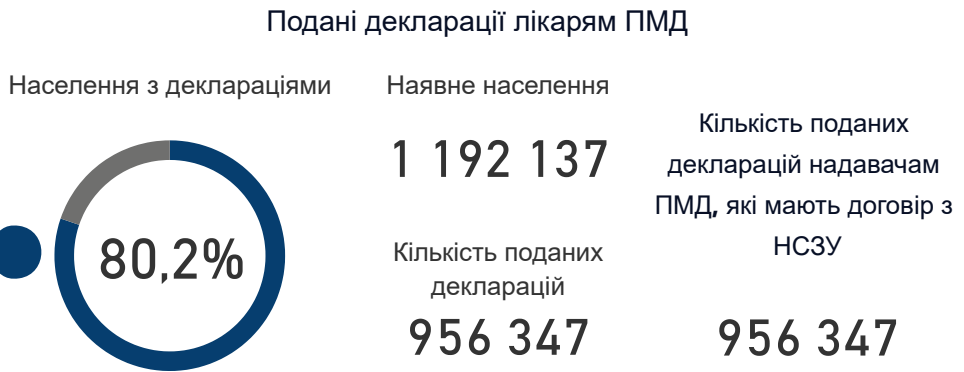 Подані декларації лікарям ПМД
Населення з деклараціями
80,2%
Наявне населення
1 192 137
Кількість поданих
декларацій
956 347
Кількість поданих
декларацій надавачам
ПМД, які мають договір з
НСЗУ
956 347